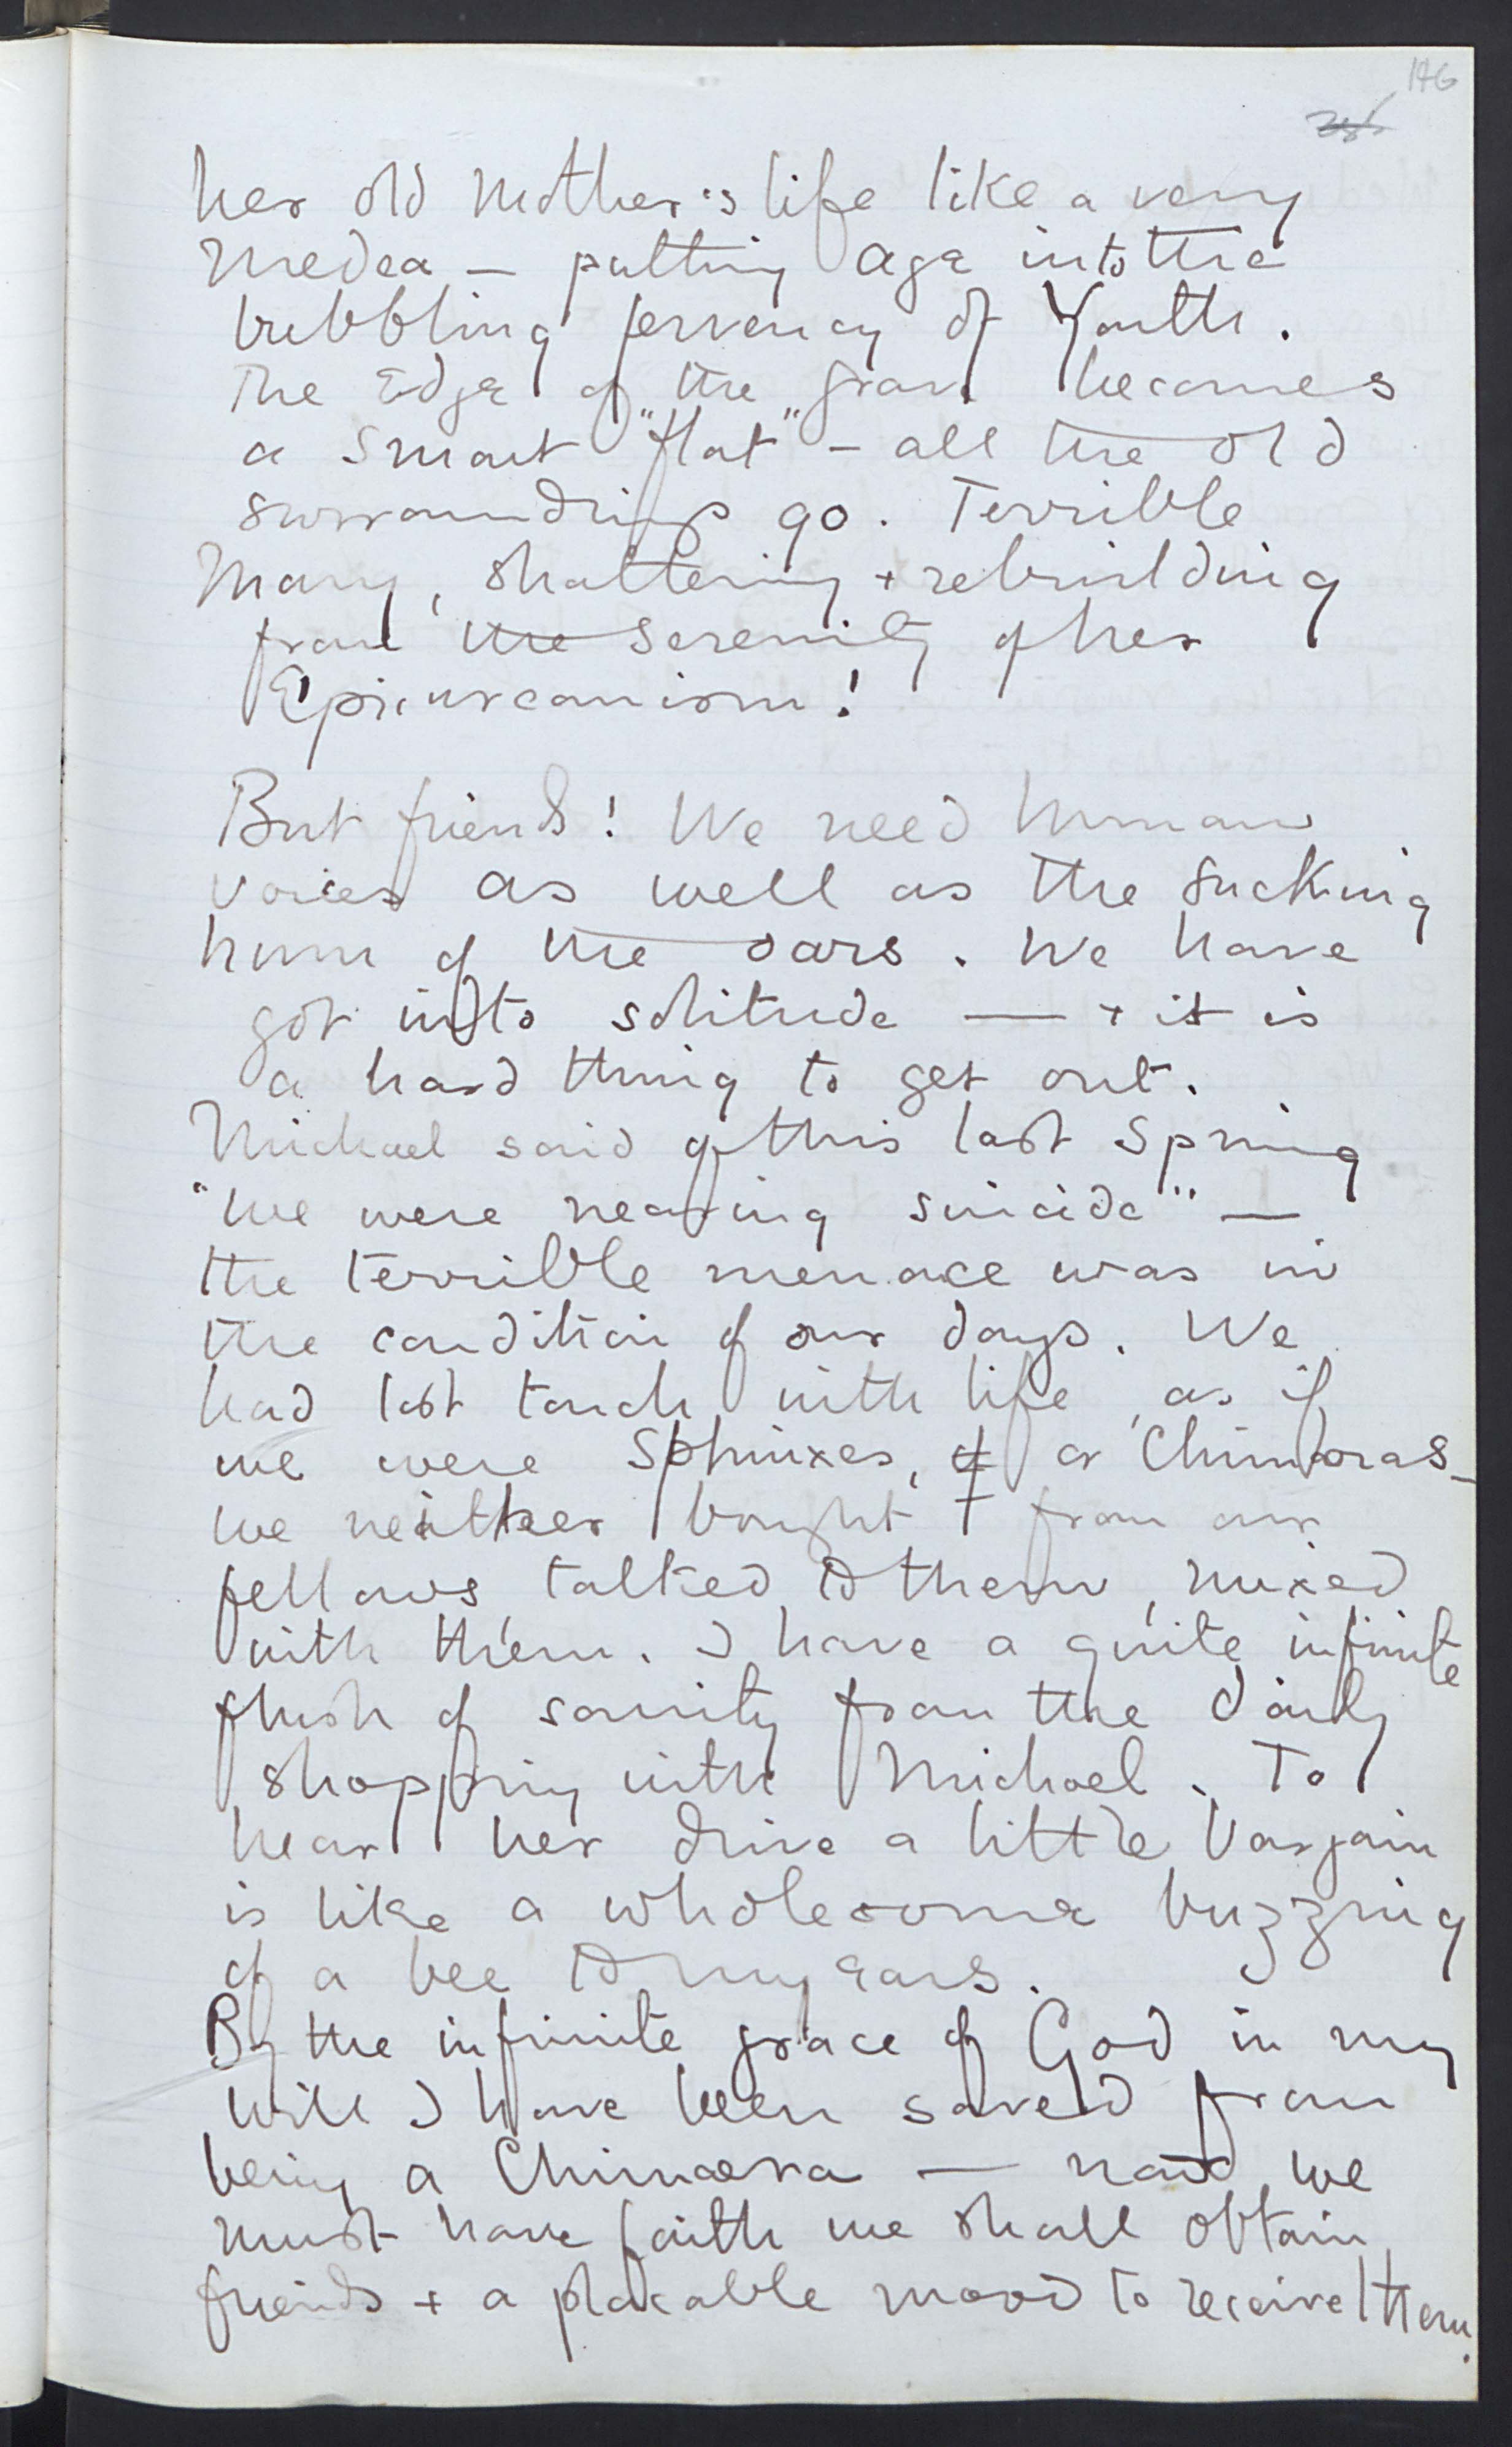 146
her old Mother's life like a very
Medea — putting age into the
bubbling fervency of Youth.
The Edge of the grave becomes
a smart "flat" — all the old
surroundings go. Terrible
Mary, shattering + rebuilding
from the serenity of her
Epicureanism!
But friends! We need human
voices as well as the sucking
hum of the oars. We have
got into solitude — + it is
a hard thing to get out.
Michael said of this last Spring
"We were nearing suicide" —
the terrible menace was in
the condition of our days. We
had lost touch with life, as if
we were Sphinxes, or Chimæras —
we neither bought from our
fellows, talked to them, mixed
with them. I have a quite infinite
flush of sanity from the daily
shopping with Michael. To
hear her drive a little bargain
is like a wholesome buzzing
of a bee to my ears.
By the infinite grace of God in my
will I have been saved from
being a Chimaera — and we
must have faith we shall obtain
friends + a placable mood to receive them.